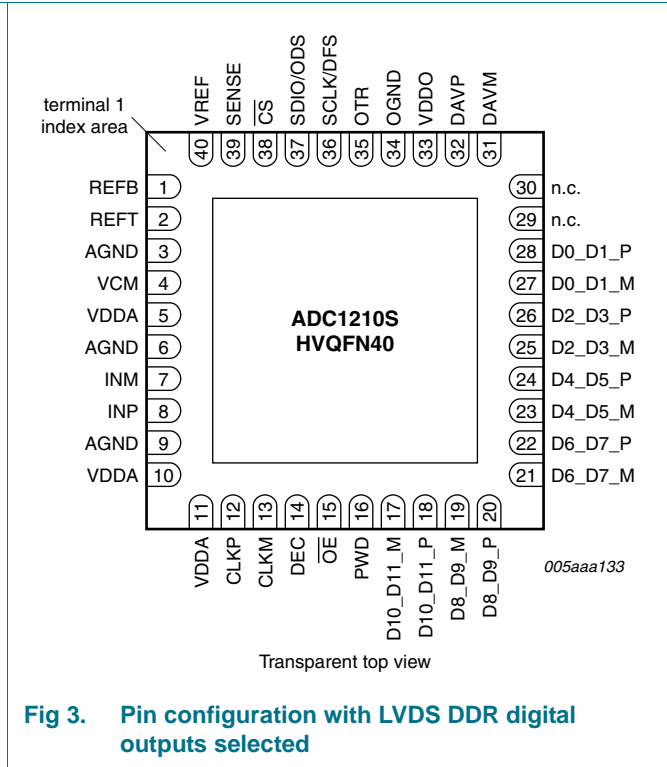 40 VREF
39 SENSE
38 CS
37 SDIO/ODS
36 SCLK/DFS
35 OTR
34 OGND
33 VDDO
32 DAVP
31 DAVM
terminal 1
index area
REFB 1
REFT 2
AGND 3
VCM 4
VDDA 5
AGND 6
INM 7
INP 8
AGND 9
VDDA 10
ADC1210S
HVQFN40
30 n.c.
29 n.c.
28 D0_D1_P
27 D0_D1_M
26 D2_D3_P
25 D2_D3_M
24 D4_D5_P
23 D4_D5_M
22 D6_D7_P
21 D6_D7_M
11 VDDA
12 CLKP
13 CLKM
14 DEC
15 OE
16 PWD
17 D10_D11_M
18 D10_D11_P
19 D8_D9_M
20 D8_D9_P
005aaa133
Transparent top view
Fig 3. Pin configuration with LVDS DDR digital
outputs selected